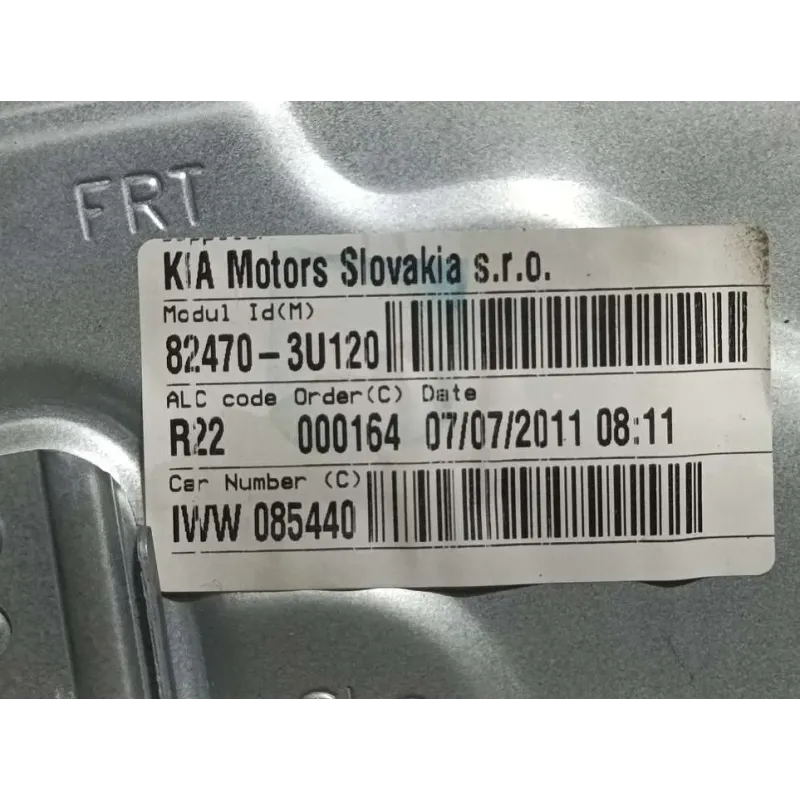 FRT
KIA Motors Slovakia s.r.o.
Modul Id(M)
82470-3U120
ALC code Order(C) Date
R22 000164 07/07/2011 08:11
Car Number (C)
IWW 085440